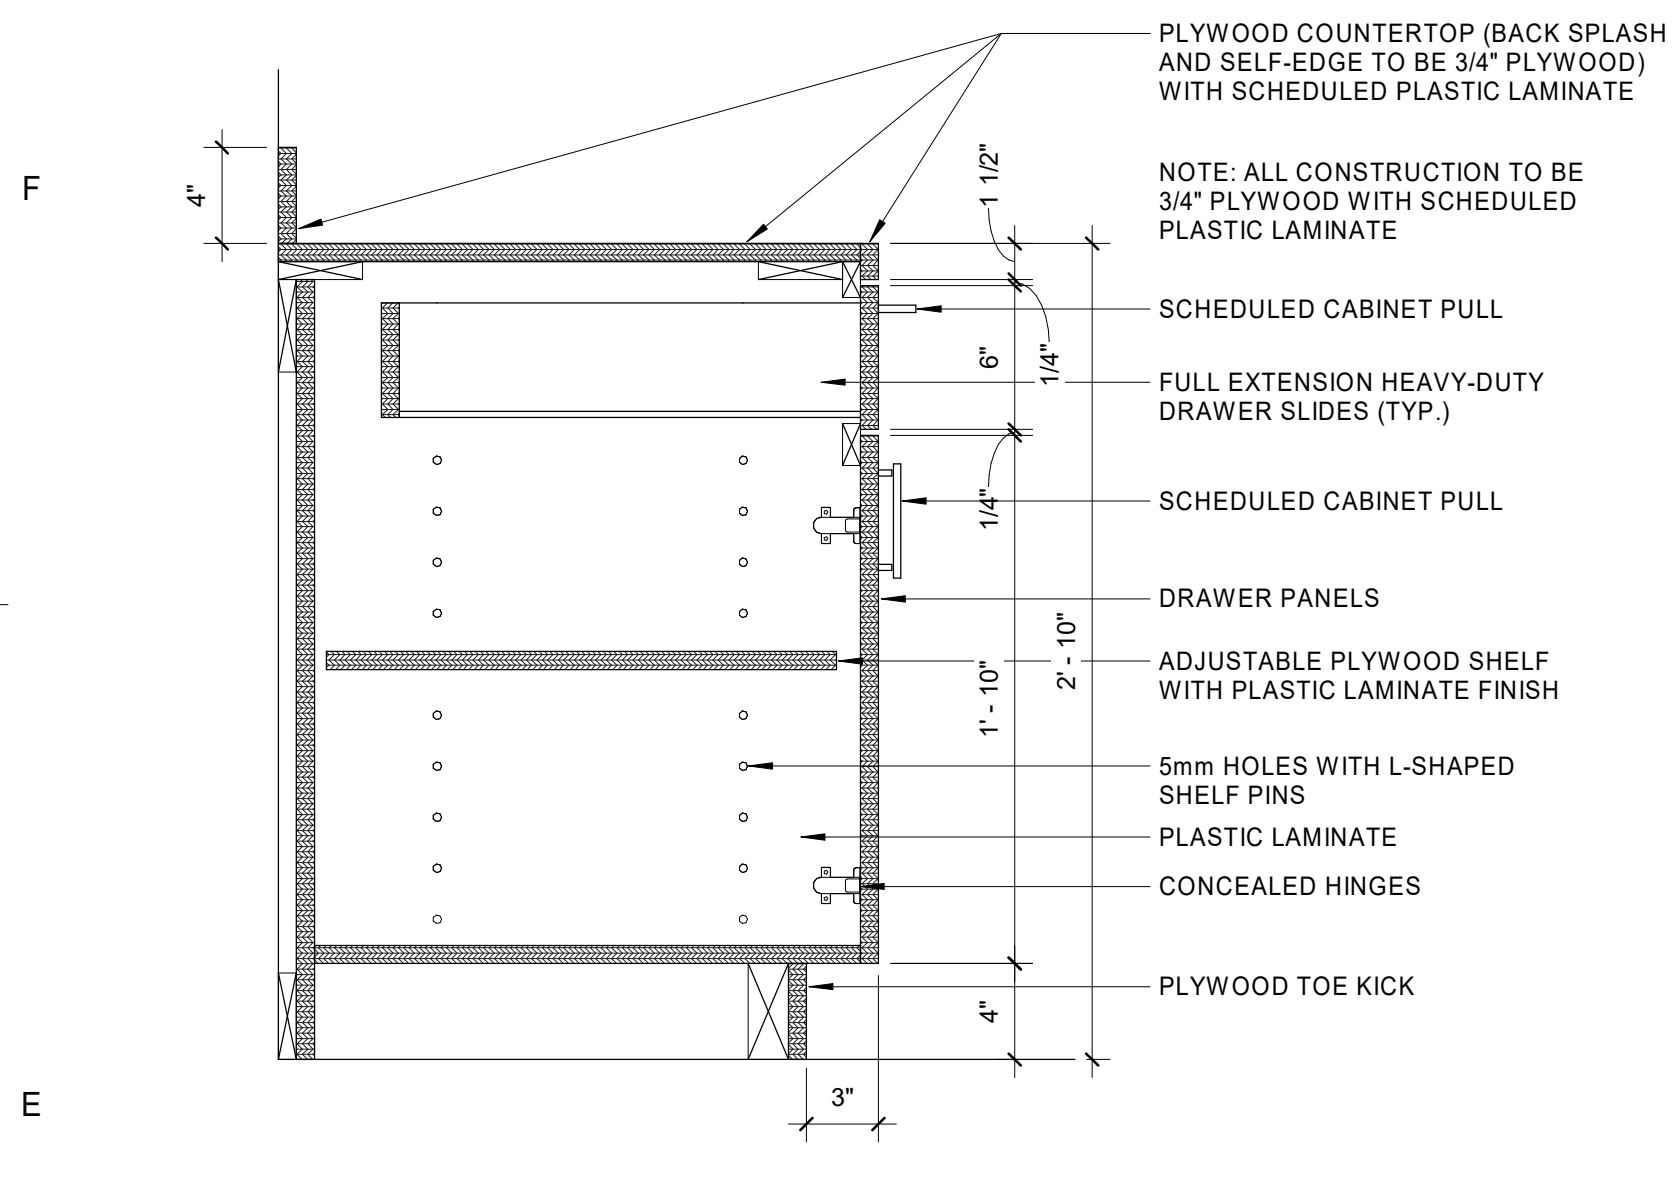 PLYWOOD COUNTERTOP (BACK SPLASH
AND SELF-EDGE TO BE 3/4" PLYWOOD)
WITH SCHEDULED PLASTIC LAMINATE
NOTE: ALL CONSTRUCTION TO BE
3/4" PLYWOOD WITH SCHEDULED
PLASTIC LAMINATE
F
4"
1 1/2"
SCHEDULED CABINET PULL
6"
1/4"
FULL EXTENSION HEAVY-DUTY
DRAWER SLIDES (TYP.)
SCHEDULED CABINET PULL
1/4"
DRAWER PANELS
2' - 10"
ADJUSTABLE PLYWOOD SHELF
WITH PLASTIC LAMINATE FINISH
1' - 10"
5mm HOLES WITH L-SHAPED
SHELF PINS
PLASTIC LAMINATE
CONCEALED HINGES
PLYWOOD TOE KICK
4"
3"
E